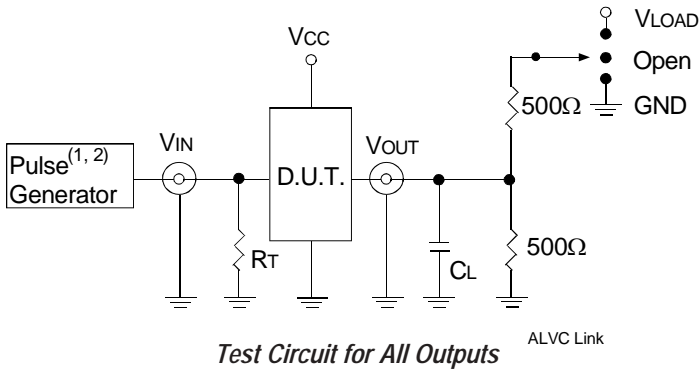 VLOAD
VCC
Open
500Ω
GND
VIN
VOUT
Pulse(1, 2)
Generator
D.U.T.
RT
CL
500Ω
ALVC Link
Test Circuit for All Outputs